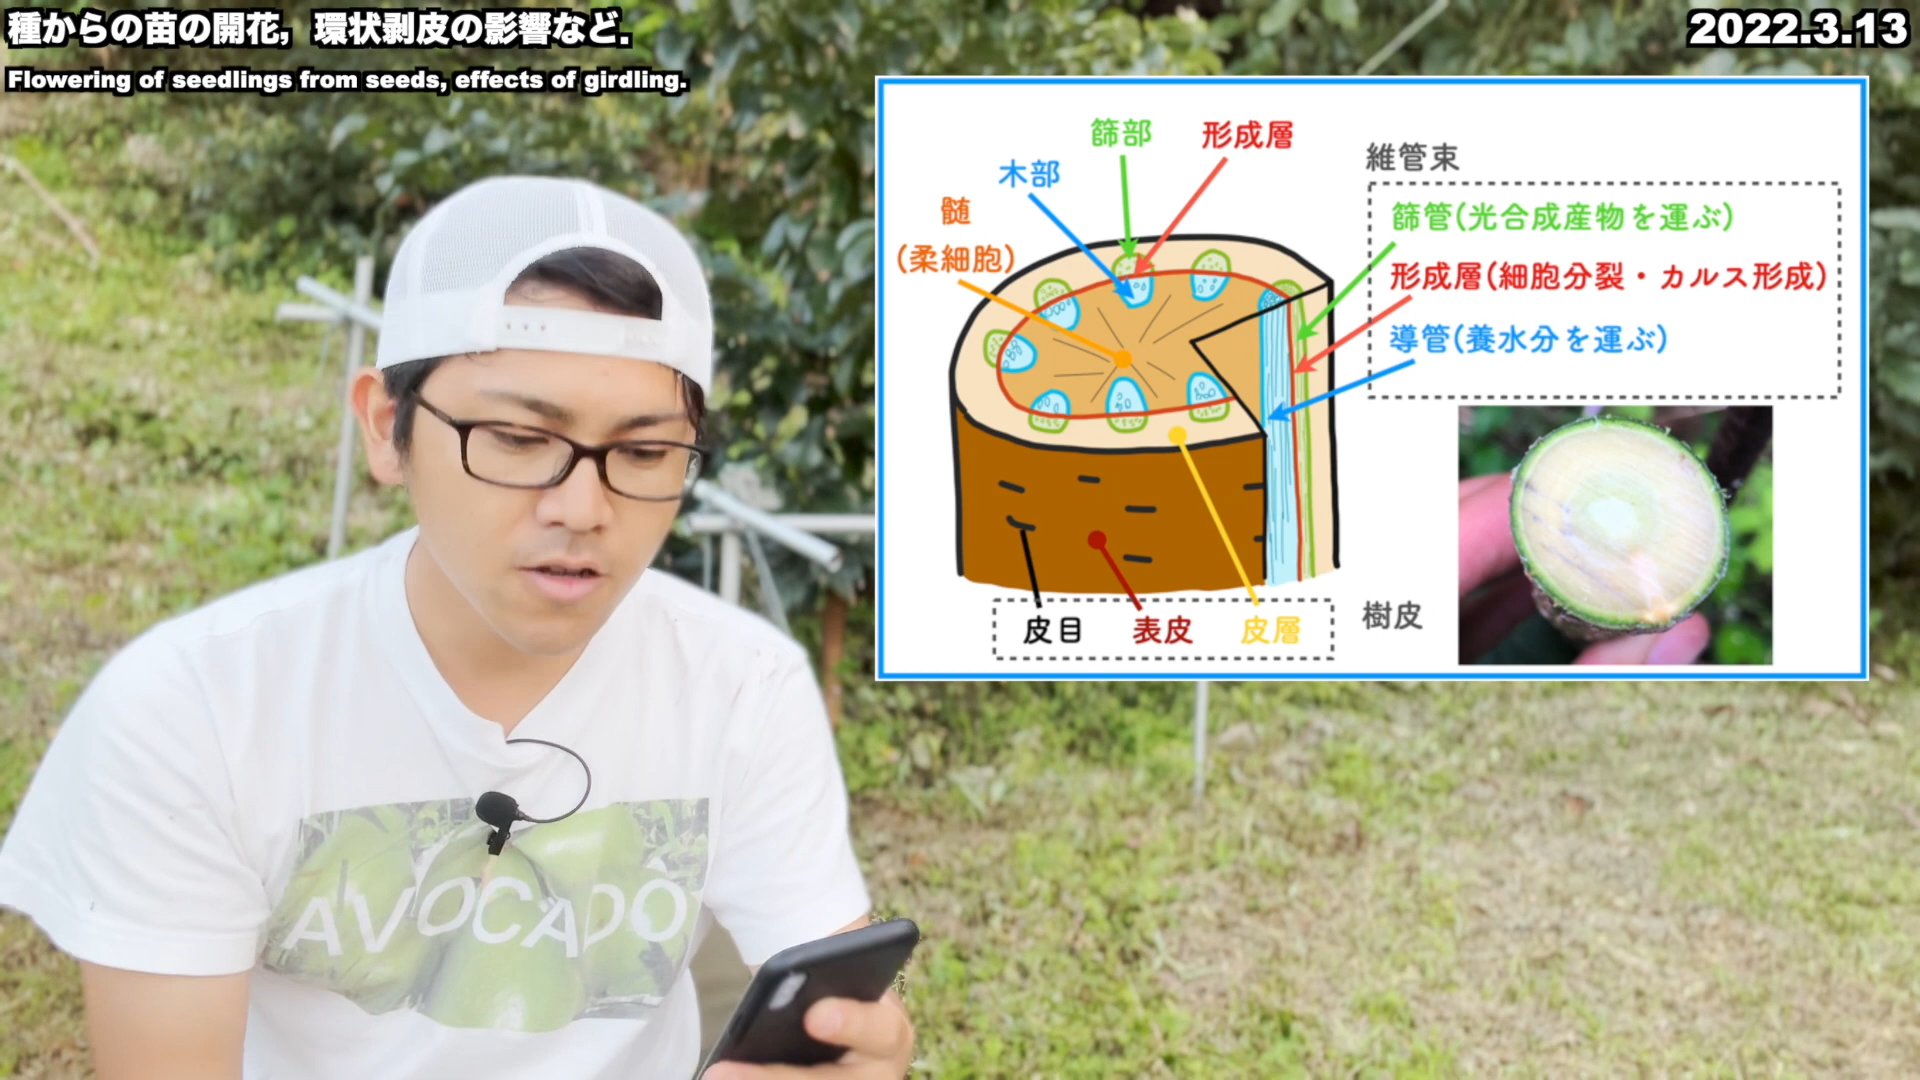 種からの苗の開花，環状剥皮の影響など．
2022.3.13
Flowering of seedlings from seeds, effects of girdling.
篩部
形成層
木部
髄
(柔細胞)
維管束
篩管(光合成産物を運ぶ)
形成層(細胞分裂・カルス形成)
導管(養水分を運ぶ)
皮目
表皮
皮層
樹皮
AVOCADO